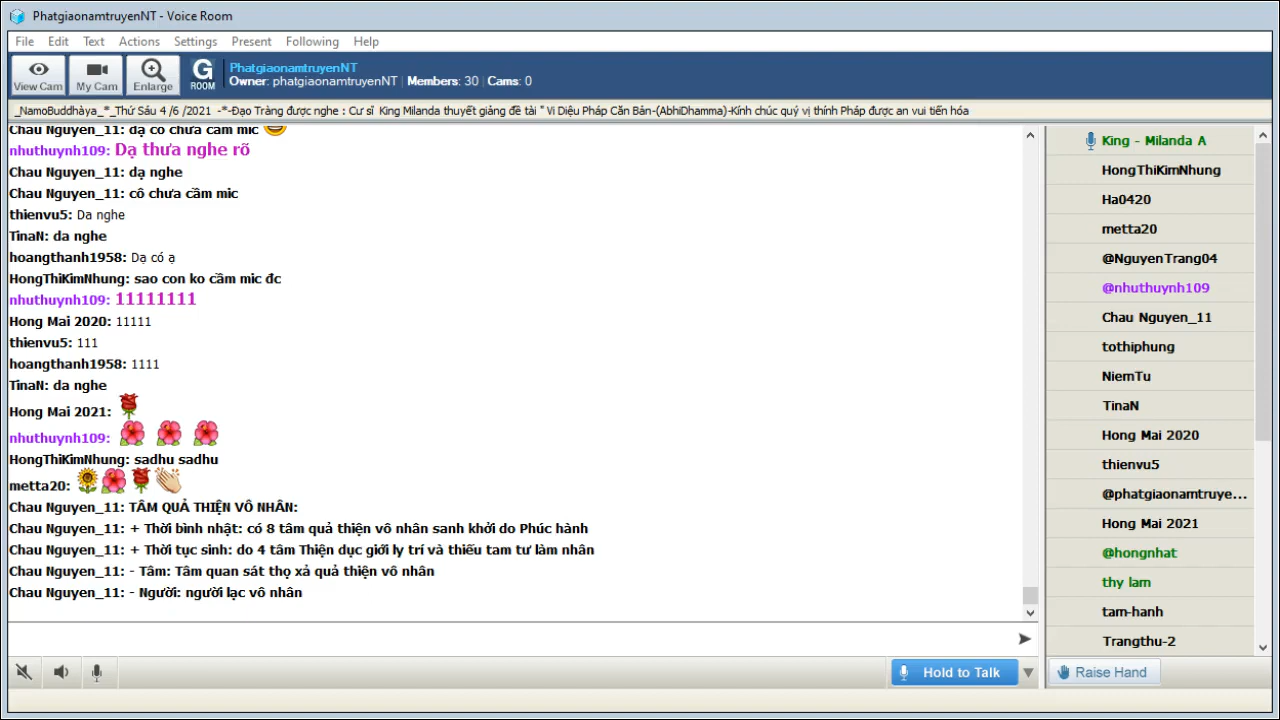 PhatgiaonamtruyenNT - Voice Room
File Edit Text Actions Settings Present Following Help
View Cam
My Cam
Enlarge
G
ROOM
PhatgiaonamtruyenNT
Owner: phatgiaonamtruyenNT | Members: 30 | Cams: 0
_NamoBuddhàya_*_Thứ Sáu 4 /6 /2021 -*-Đạo Tràng được nghe : Cư sĩ King Milanda thuyết giảng đề tài " Vi Diệu Pháp Căn Bản-(AbhiDhamma)-Kính chúc quý vị thính Pháp được an vui tiến hóa
Chau Nguyen_11: dạ cô chưa cầm mic
nhuthuynh109: Dạ thưa nghe rõ
Chau Nguyen_11: dạ nghe
Chau Nguyen_11: cô chưa cầm mic
thienvu5: Da nghe
TinaN: da nghe
hoangthanh1958: Dạ có ạ
HongThiKimNhung: sao con ko cầm mic đc
nhuthuynh109: 11111111
Hong Mai 2020: 11111
thienvu5: 111
hoangthanh1958: 1111
TinaN: da nghe
Hong Mai 2021:
nhuthuynh109:
HongThiKimNhung: sadhu sadhu
metta20:
Chau Nguyen_11: TÂM QUẢ THIỆN VÔ NHÂN:
Chau Nguyen_11: + Thời bình nhật: có 8 tâm quả thiện vô nhân sanh khởi do Phúc hành
Chau Nguyen_11: + Thời tục sinh: do 4 tâm Thiện dục giới ly trí và thiếu tam tư làm nhân
Chau Nguyen_11: - Tâm: Tâm quan sát thọ xả quả thiện vô nhân
Chau Nguyen_11: - Người: người lạc vô nhân
King - Milanda A
HongThiKimNhung
Ha0420
metta20
@NguyenTrang04
@nhuthuynh109
Chau Nguyen_11
tothiphung
NiemTu
TinaN
Hong Mai 2020
thienvu5
@phatgiaonamtruye...
Hong Mai 2021
@hongnhat
thy lam
tam-hanh
Trangthu-2
Hold to Talk
Raise Hand